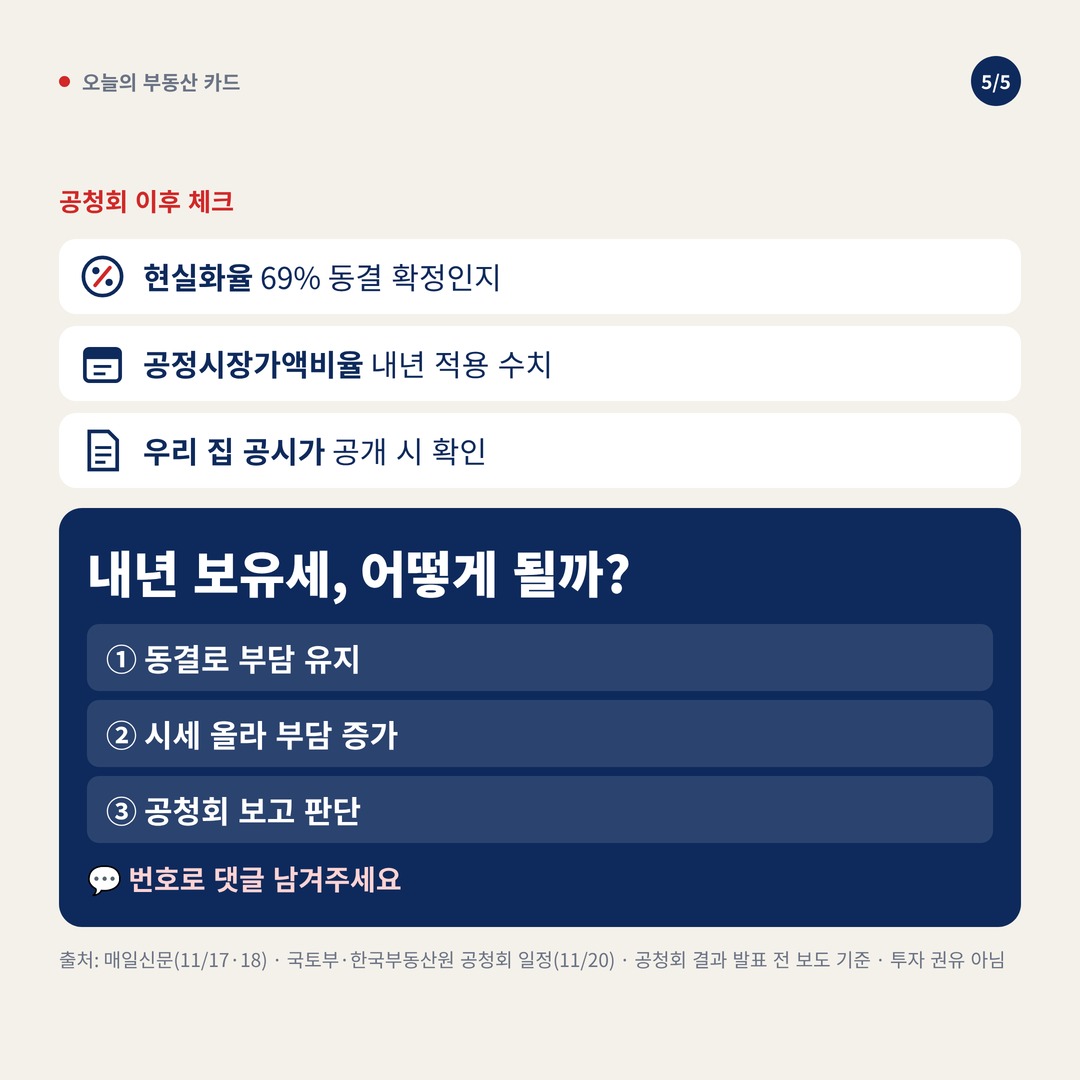 오늘의 부동산 카드
5/5
공청회 이후 체크
현실화율 69% 동결 확정인지
공정시장가액비율 내년 적용 수치
우리 집 공시가 공개 시 확인
내년 보유세, 어떻게 될까?
① 동결로 부담 유지
② 시세 올라 부담 증가
③ 공청회 보고 판단
💬 번호로 댓글 남겨주세요
출처: 매일신문(11/17·18) · 국토부·한국부동산원 공청회 일정(11/20) · 공청회 결과 발표 전 보도 기준 · 투자 권유 아님